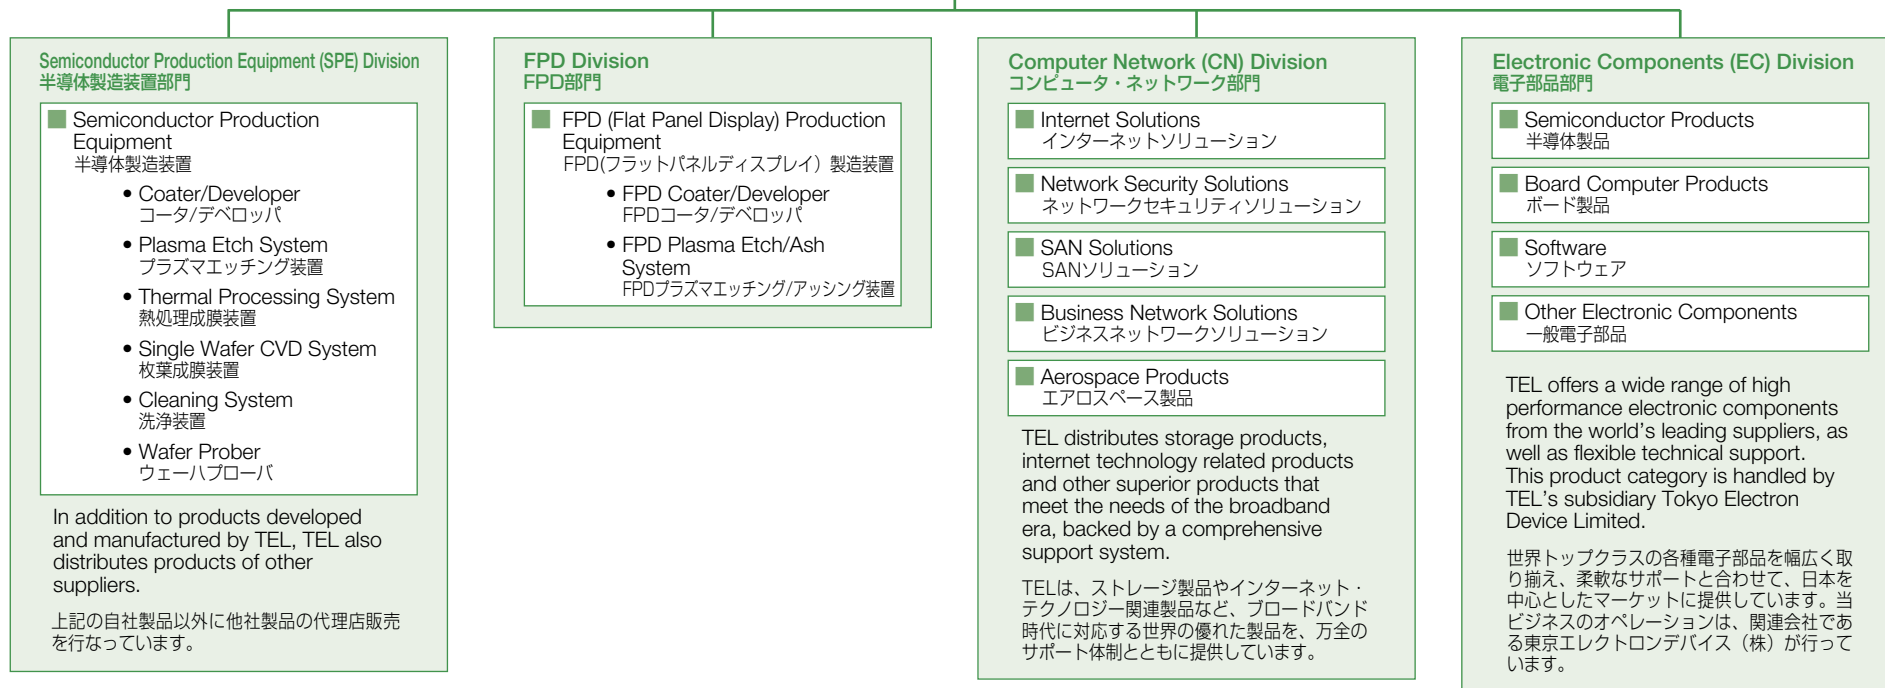 Semiconductor Production Equipment (SPE) Division
半導体製造装置部門
Semiconductor Production
Equipment
半導体製造装置
• Coater/Developer
コータ/デベロッパ
• Plasma Etch System
プラズマエッチング装置
• Thermal Processing System
熱処理成膜装置
• Single Wafer CVD System
枚葉成膜装置
• Cleaning System
洗浄装置
• Wafer Prober
ウェーハプローバ
In addition to products developed
and manufactured by TEL, TEL also
distributes products of other
suppliers.
上記の自社製品以外に他社製品の代理店販売
を行なっています。
FPD Division
FPD部門
FPD (Flat Panel Display) Production
Equipment
FPD(フラットパネルディスプレイ）製造装置
• FPD Coater/Developer
FPDコータ/デベロッパ
• FPD Plasma Etch/Ash
System
FPDプラズマエッチング/アッシング装置
Computer Network (CN) Division
コンピュータ・ネットワーク部門
Internet Solutions
インターネットソリューション
Network Security Solutions
ネットワークセキュリティソリューション
SAN Solutions
SANソリューション
Business Network Solutions
ビジネスネットワークソリューション
Aerospace Products
エアロスペース製品
TEL distributes storage products,
internet technology related products
and other superior products that
meet the needs of the broadband
era, backed by a comprehensive
support system.
TELは、ストレージ製品やインターネット・
テクノロジー関連製品など、ブロードバンド
時代に対応する世界の優れた製品を、万全の
サポート体制とともに提供しています。
Electronic Components (EC) Division
電子部品部門
Semiconductor Products
半導体製品
Board Computer Products
ボード製品
Software
ソフトウェア
Other Electronic Components
一般電子部品
TEL offers a wide range of high
performance electronic components
from the world's leading suppliers, as
well as flexible technical support.
This product category is handled by
TEL's subsidiary Tokyo Electron
Device Limited.
世界トップクラスの各種電子部品を幅広く取
り揃え、柔軟なサポートと合わせて、日本を
中心としたマーケットに提供しています。当
ビジネスのオペレーションは、関連会社であ
る東京エレクトロンデバイス（株）が行って
います。